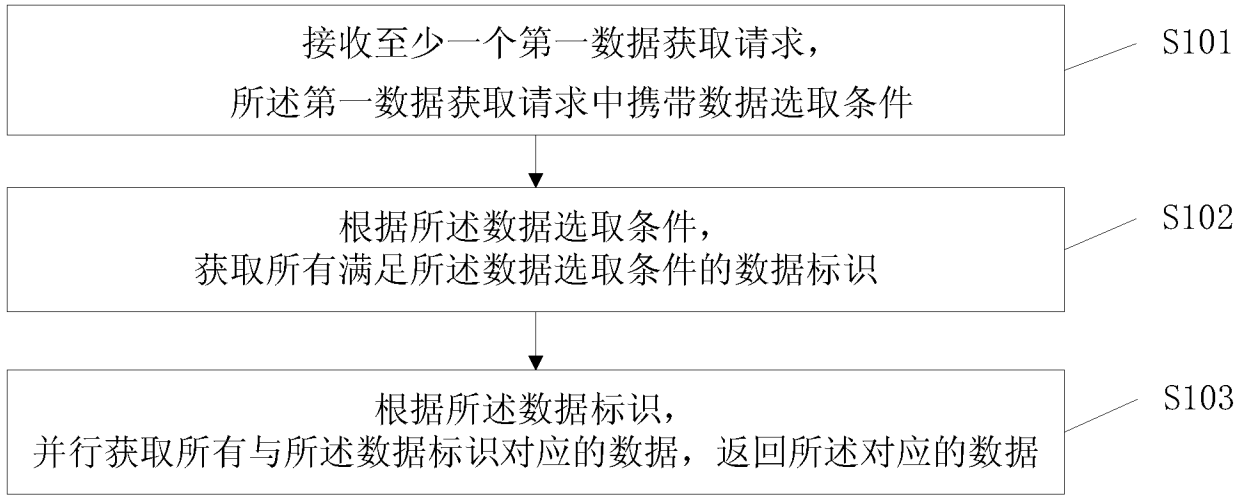 接收至少一个第一数据获取请求，
所述第一数据获取请求中携带数据选取条件
S101
根据所述数据选取条件，
获取所有满足所述数据选取条件的数据标识
S102
根据所述数据标识，
并行获取所有与所述数据标识对应的数据，返回所述对应的数据
S103